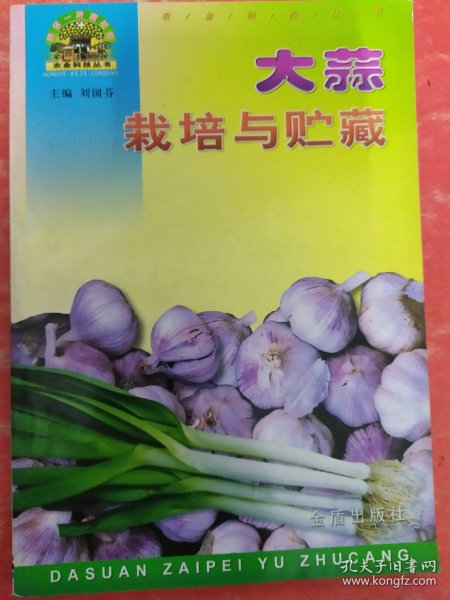 农业科技丛书
农业科技丛书
NONGYE KEJI CONGSHU
主编 刘国芬
大蒜
栽培与贮藏
金盾出版社
DASUAN ZAIPEI YU ZHUCANG
孔夫子旧书网
www.kongfz.com